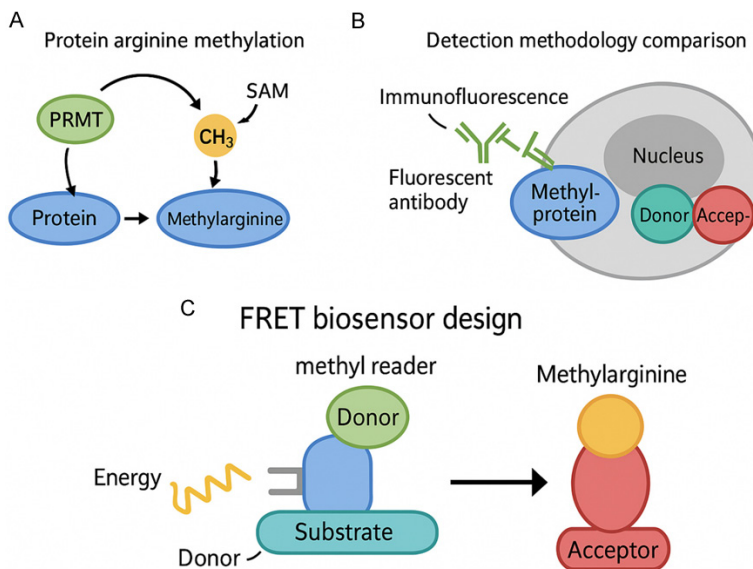 A
Protein arginine methylation
PRMT
SAM
CH₃
Protein
Methylarginine
B
Detection methodology comparison
Immunofluorescence
Fluorescent
antibody
Methyl-
protein
Nucleus
Donor
Accep-
C
FRET biosensor design
methyl reader
Donor
Energy
Substrate
Donor
Methylarginine
Acceptor